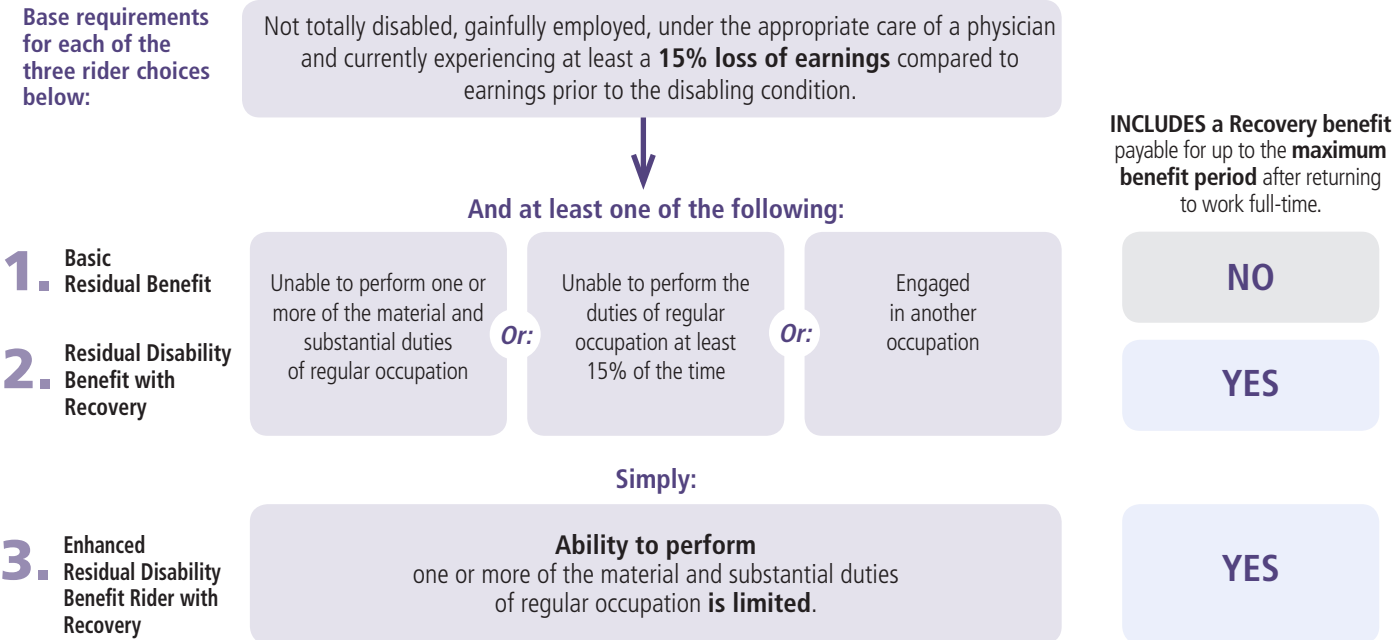 Base requirements
for each of the
three rider choices
below:
Not totally disabled, gainfully employed, under the appropriate care of a physician
and currently experiencing at least a 15% loss of earnings compared to
earnings prior to the disabling condition.
INCLUDES a Recovery benefit
payable for up to the maximum
benefit period after returning
to work full-time.
And at least one of the following:
1. Basic
Residual Benefit
2. Residual Disability
Benefit with
Recovery
Unable to perform one or
more of the material and
substantial duties
of regular occupation
Or:
Unable to perform the
duties of regular
occupation at least
15% of the time
Or:
Engaged
in another
occupation
NO
YES
Simply:
3. Enhanced
Residual Disability
Benefit Rider with
Recovery
Ability to perform
one or more of the material and substantial duties
of regular occupation is limited.
YES